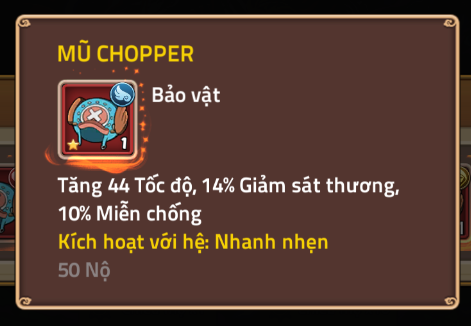 MŨ CHOPPER
Bảo vật
1
Tăng 44 Tốc độ, 14% Giảm sát thương,
10% Miễn chống
Kích hoạt với hệ: Nhanh nhẹn
50 Nộ